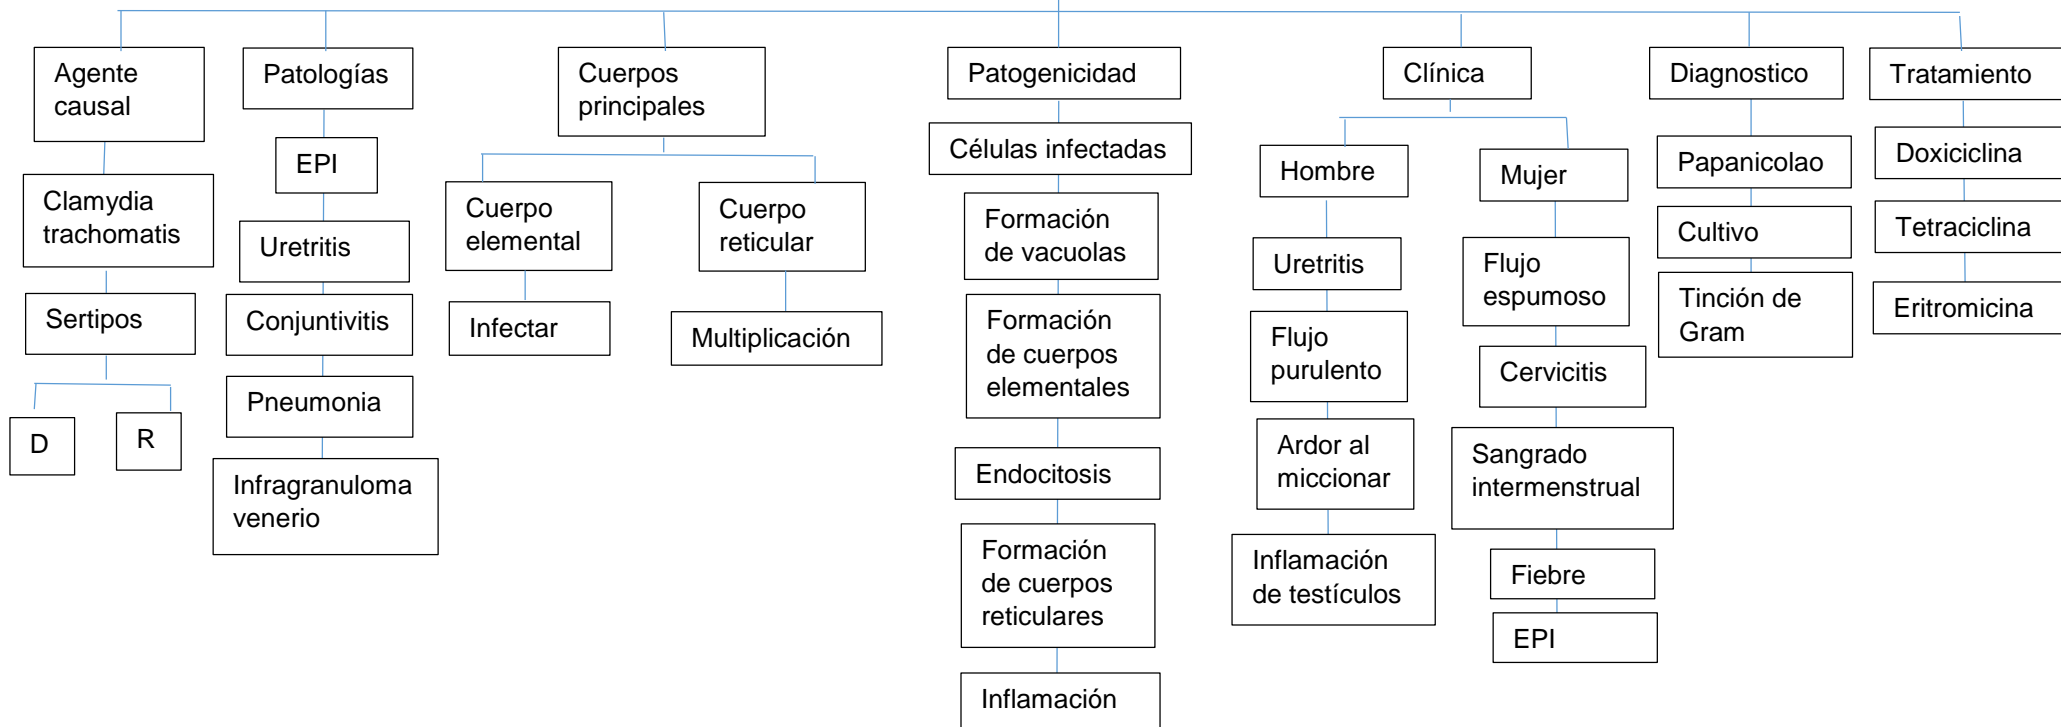 Agente
causal
Clamydia
trachomatis
Sertipos
D
R
Patologías
EPI
Uretritis
Conjuntivitis
Pneumonia
Infragranuloma
venerio
Cuerpos
principales
Cuerpo
elemental
Infectar
Cuerpo
reticular
Multiplicación
Patogenicidad
Células infectadas
Formación
de vacuolas
Formación
de cuerpos
elementales
Endocitosis
Formación
de cuerpos
reticulares
Inflamación
Clínica
Hombre
Uretritis
Flujo
purulento
Ardor al
miccionar
Inflamación
de testículos
Mujer
Flujo
espumoso
Cervicitis
Sangrado
intermenstrual
Fiebre
EPI
Diagnostico
Papanicolao
Cultivo
Tinción de
Gram
Tratamiento
Doxiciclina
Tetraciclina
Eritromicina